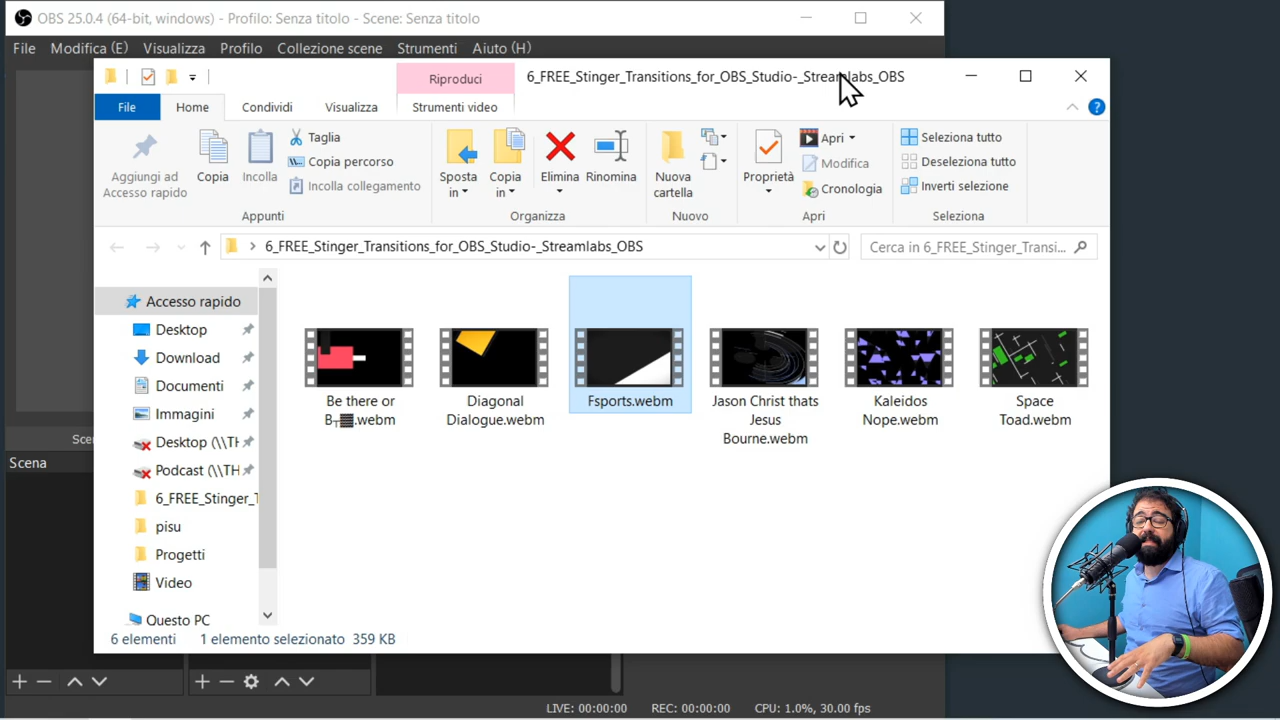 OBS 25.0.4 (64-bit, windows) - Profilo: Senza titolo - Scene: Senza titolo
File Modifica (E) Visualizza Profilo Collezione scene Strumenti Aiuto (H)
Riproduci
6_FREE_Stinger_Transitions_for_OBS_Studio-_Streamlabs_OBS
File Home Condividi Visualizza Strumenti video
Aggiungi ad
Accesso rapido
Copia
Incolla
Taglia
Copia percorso
Incolla collegamento
Appunti
Sposta
in
Copia
in
Elimina
Rinomina
Organizza
Nuova
cartella
Nuovo
Proprietà
Apri
Modifica
Cronologia
Apri
Seleziona tutto
Deseleziona tutto
Inverti selezione
Seleziona
6_FREE_Stinger_Transitions_for_OBS_Studio-_Streamlabs_OBS
Cerca in 6_FREE_Stinger_Transi...
Accesso rapido
Desktop
Download
Documenti
Immagini
Desktop (\\TH
Podcast (\\TH
6_FREE_Stinger_T
pisu
Progetti
Video
Questo PC
Be there or
B┬▓.webm
Diagonal
Dialogue.webm
Fsports.webm
Jason Christ thats
Jesus
Bourne.webm
Kaleidos
Nope.webm
Space
Toad.webm
6 elementi 1 elemento selezionato 359 KB
Scena
LIVE: 00:00:00 REC: 00:00:00 CPU: 1.0%, 30.00 fps